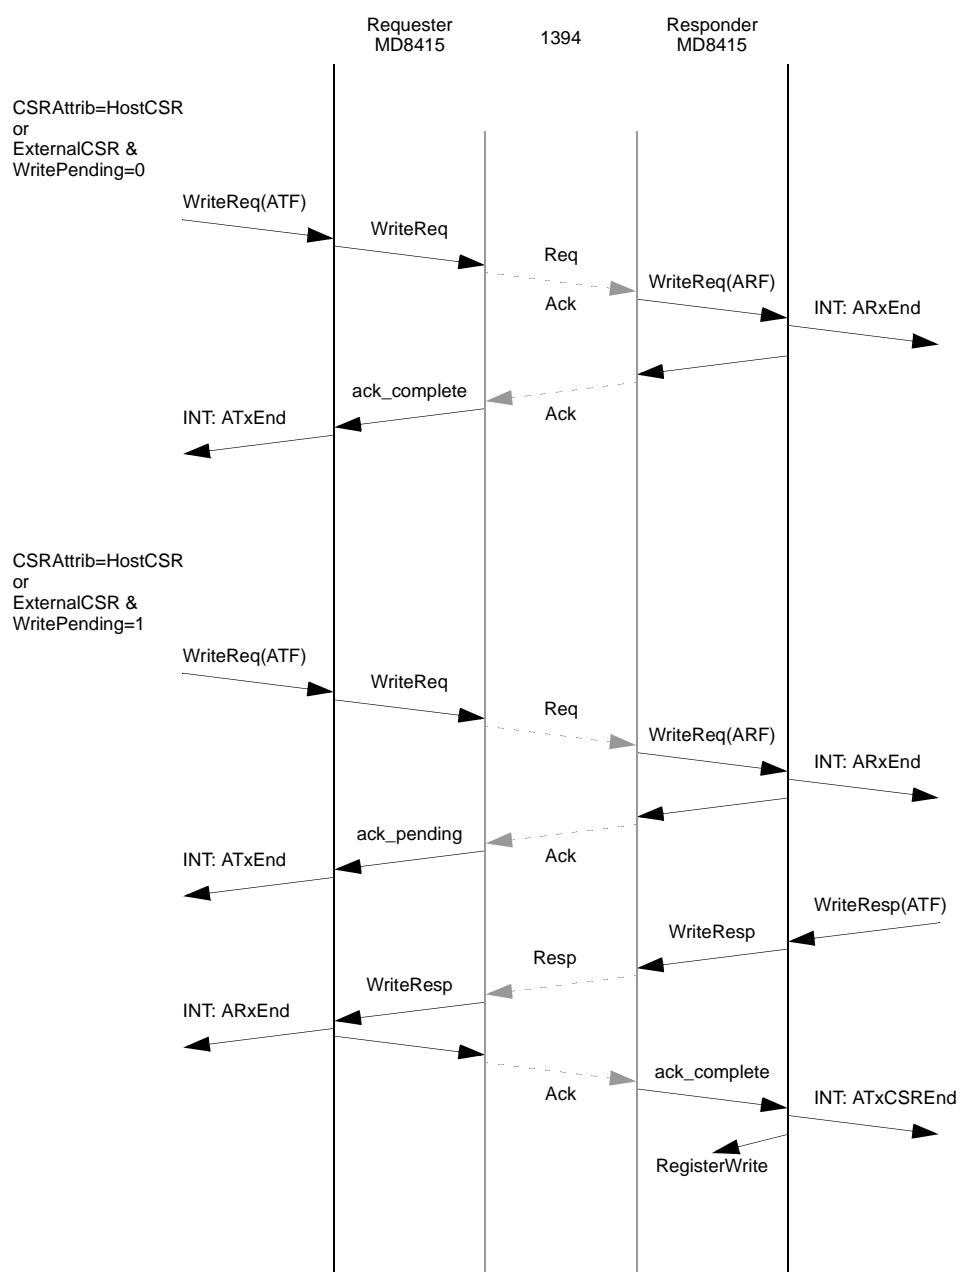 Requester
MD8415
1394
Responder
MD8415
CSRAttrib=HostCSR
or
ExternalCSR &
WritePending=0
WriteReq(ATF)
WriteReq
Req
WriteReq(ARF)
Ack
INT: ARxEnd
ack_complete
INT: ATxEnd
Ack
CSRAttrib=HostCSR
or
ExternalCSR &
WritePending=1
WriteReq(ATF)
WriteReq
Req
WriteReq(ARF)
INT: ARxEnd
ack_pending
INT: ATxEnd
Ack
WriteResp(ATF)
WriteResp
Resp
WriteResp
INT: ARxEnd
ack_complete
Ack
INT: ATxCSREnd
RegisterWrite